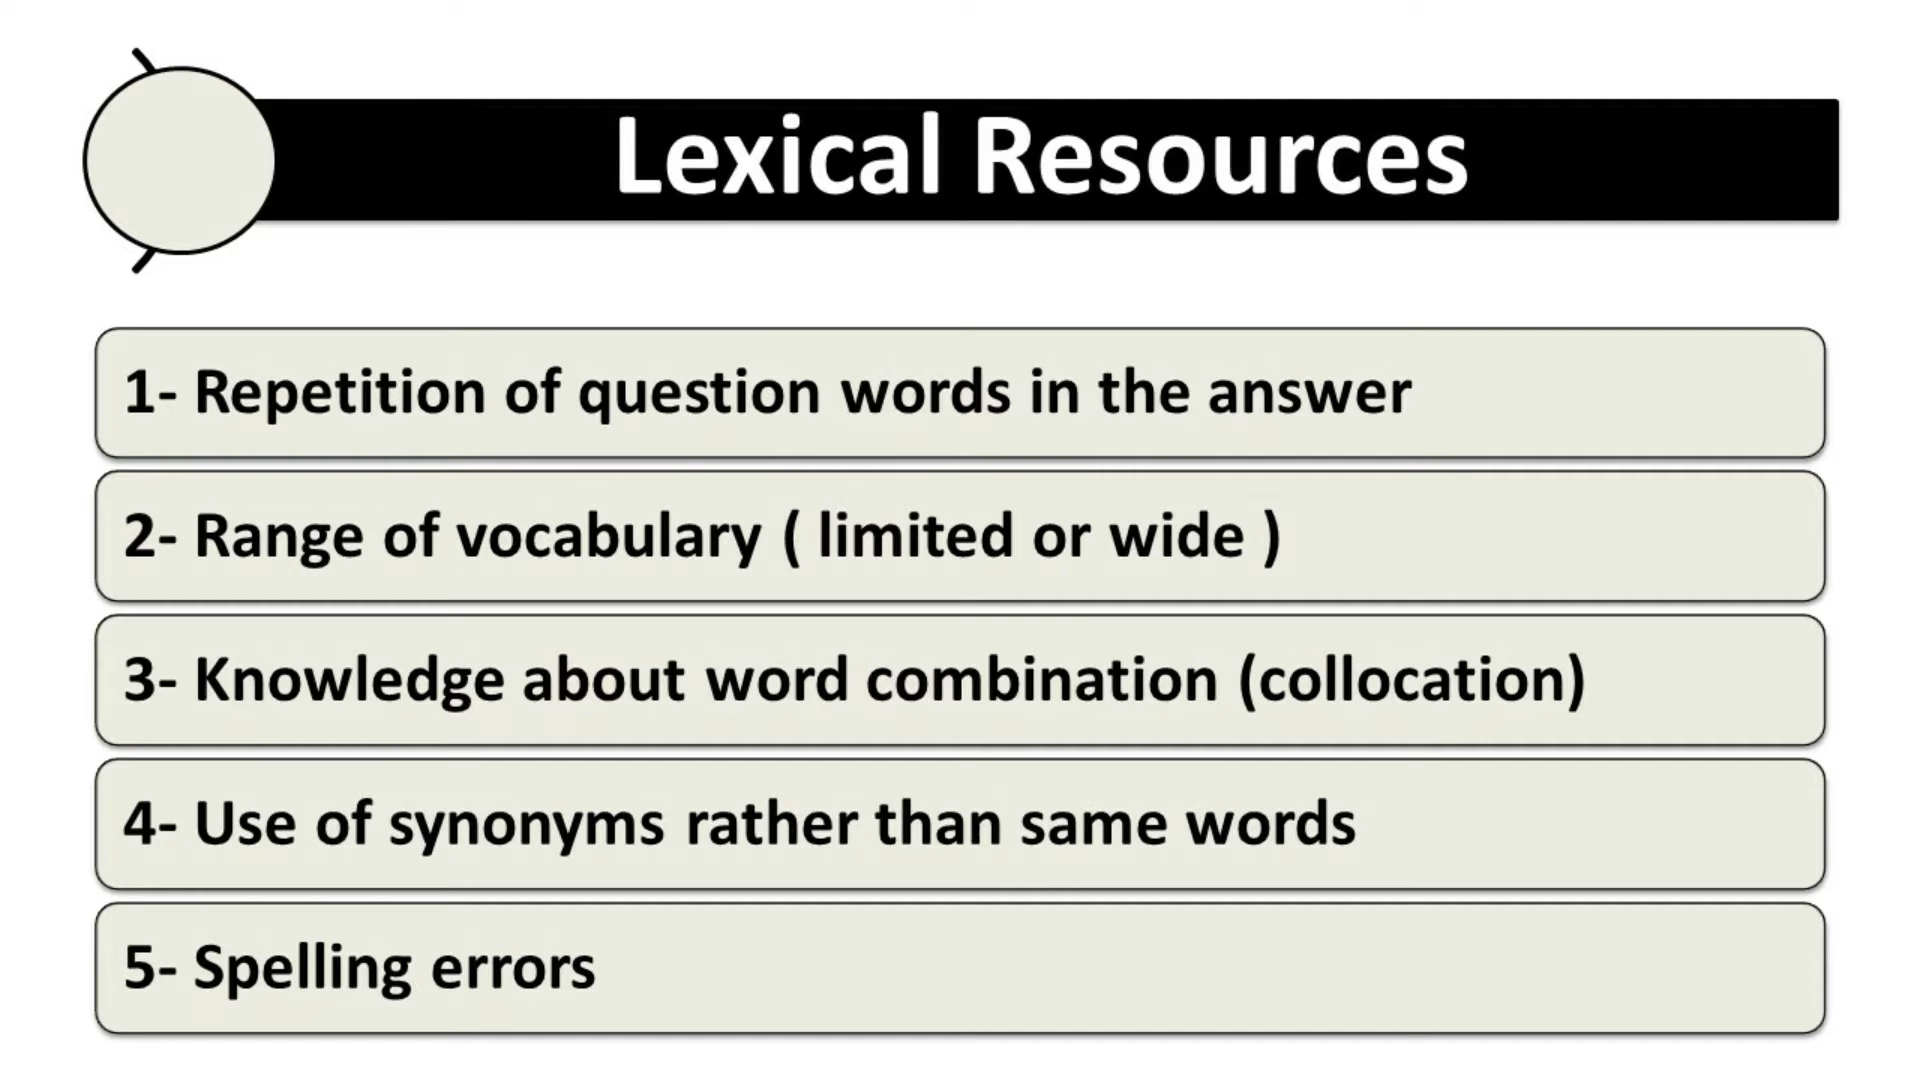 Lexical Resources
1- Repetition of question words in the answer
2- Range of vocabulary ( limited or wide )
3- Knowledge about word combination (collocation)
4- Use of synonyms rather than same words
5- Spelling errors